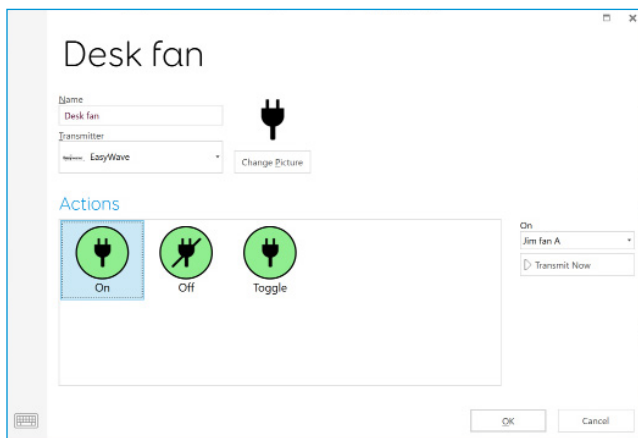 Desk fan
Name
Desk fan
Transmitter
EasyWave
Change Picture
Actions
On
Off
Toggle
On
Jim fan A
Transmit Now
OK
Cancel